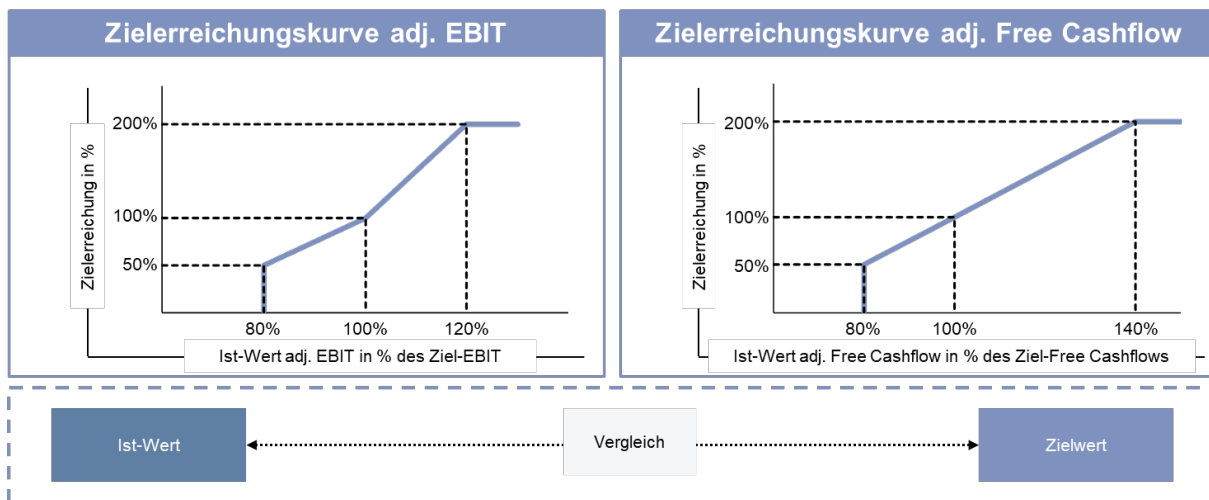 Zielerreichungskurve adj. EBIT
Zielerreichung in %
200%
100%
50%
80%
100%
120%
Ist-Wert adj. EBIT in % des Ziel-EBIT
Zielerreichungskurve adj. Free Cashflow
Zielerreichung in %
200%
100%
50%
80%
100%
140%
Ist-Wert adj. Free Cashflow in % des Ziel-Free Cashflows
Ist-Wert
Vergleich
Zielwert